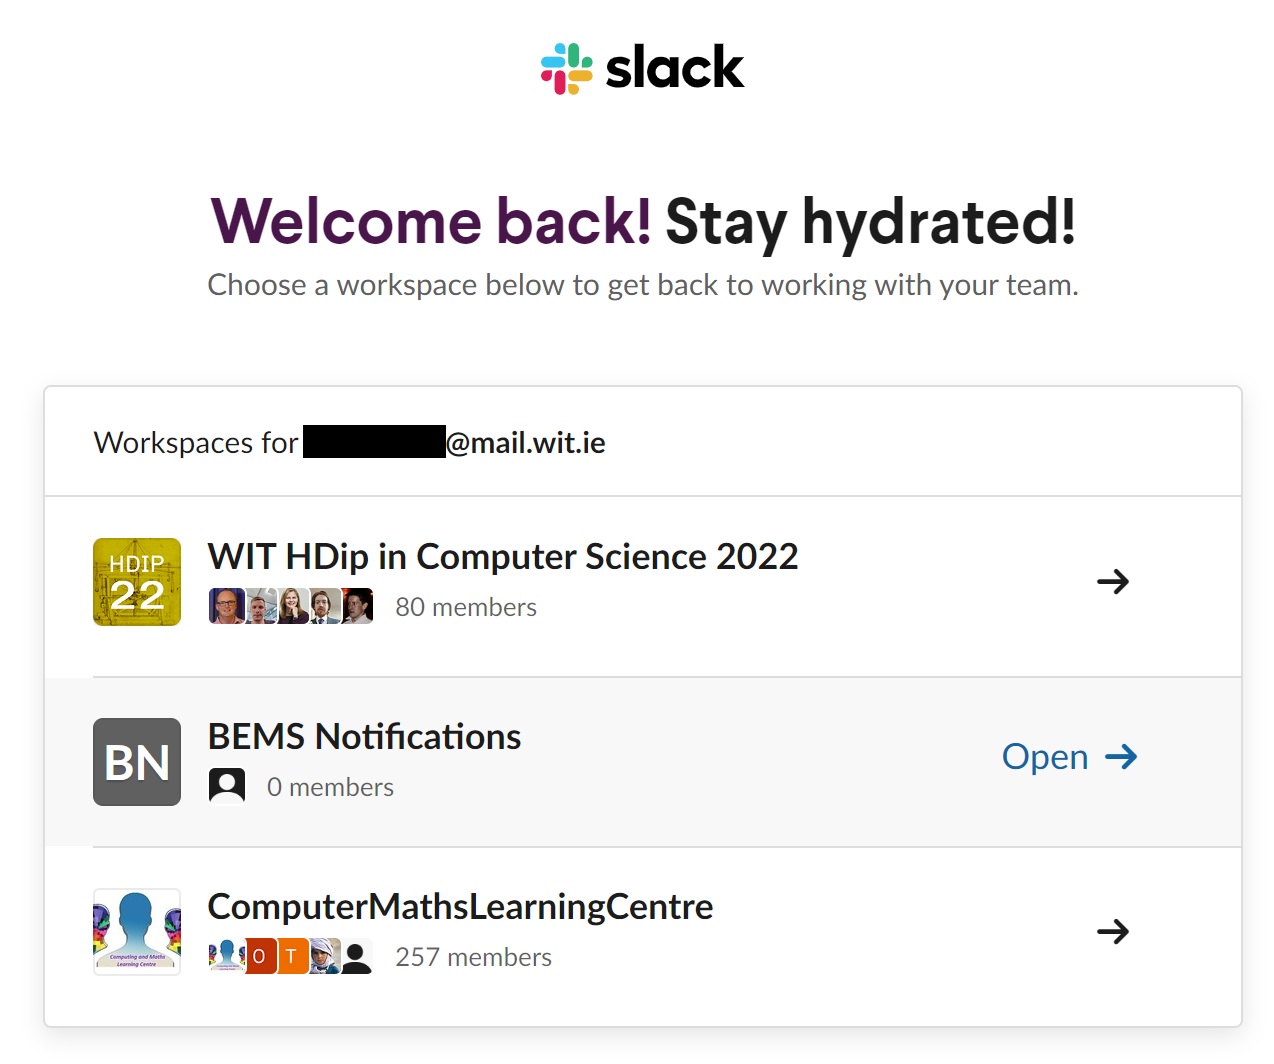 slack
Welcome back! Stay hydrated!
Choose a workspace below to get back to working with your team.
Workspaces for @mail.wit.ie
HDIP
22
WIT HDip in Computer Science 2022
80 members
BN
BEMS Notifications
0 members
Open
ComputerMathsLearningCentre
Computing and Maths
Learning Centre
O T
257 members